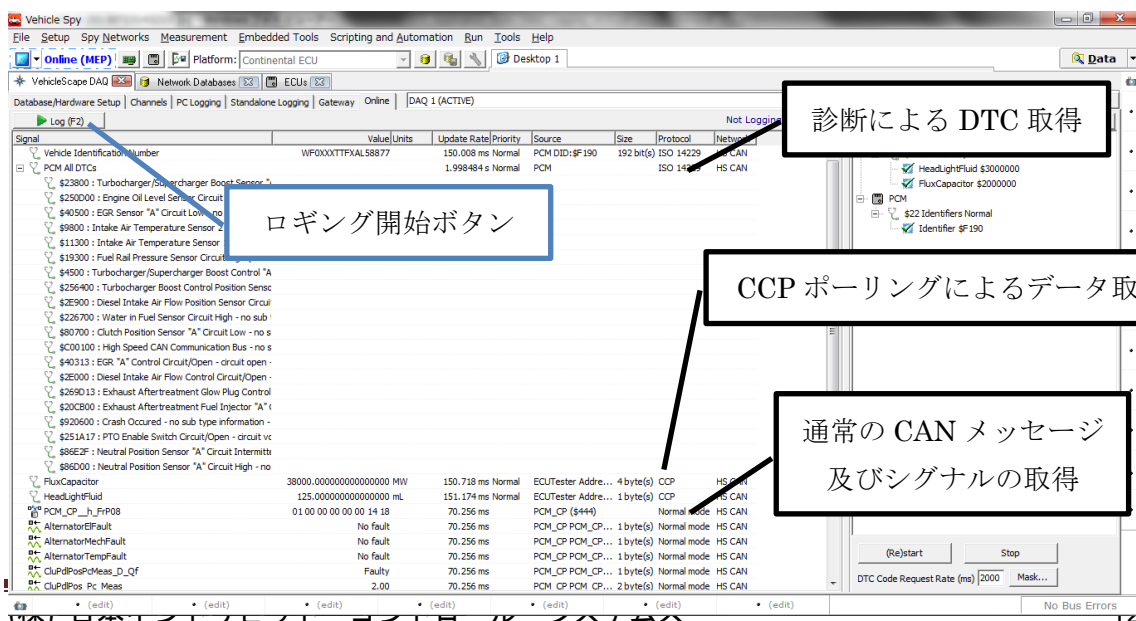 Vehicle Spy
File Setup Spy Networks Measurement Embedded Tools Scripting and Automation Run Tools Help
Online (MEP) Platform: Continental ECU Desktop 1 Data
VehicleScape DAQ Network Databases ECUs
Database/Hardware Setup Channels PC Logging Standalone Logging Gateway Online DAQ 1 (ACTIVE)
Log (F2) Not Logging
診断による DTC 取得
Signal Value Units Update Rate Priority Source Size Protocol Network
Vehicle Identification Number WF0XXXTTFXAL58877 150.008 ms Normal PCM DID:$F190 192 bit(s) ISO 14229 HS CAN
PCM All DTCs 1.998484 s Normal PCM ISO 14229 HS CAN
$23800 : Turbocharger/Supercharger Boost Sensor
$250D00 : Engine Oil Level Sensor Circuit
$40500 : EGR Sensor "A" Circuit Low - no
$9800 : Intake Air Temperature Sensor 2
$11300 : Intake Air Temperature Sensor
$19300 : Fuel Rail Pressure Sensor Circuit
$4500 : Turbocharger/Supercharger Boost Control "A
$256400 : Turbocharger Boost Control Position Sensc
$2E900 : Diesel Intake Air Flow Position Sensor Circui
$226700 : Water in Fuel Sensor Circuit High - no sub
$80700 : Clutch Position Sensor "A" Circuit Low - no s
$C00100 : High Speed CAN Communication Bus - no s
$40313 : EGR "A" Control Circuit/Open - circuit open -
$2E000 : Diesel Intake Air Flow Control Circuit/Open -
$269D13 : Exhaust Aftertreatment Glow Plug Control
$20CB00 : Exhaust Aftertreatment Fuel Injector "A"
$920600 : Crash Occured - no sub type information -
$251A17 : PTO Enable Switch Circuit/Open - circuit vc
$86E2F : Neutral Position Sensor "A" Circuit Intermitt
$86D00 : Neutral Position Sensor "A" Circuit High - no
FluxCapacitor 38000.000000000000000 MW 150.718 ms Normal ECUTester Addre... 4 byte(s) CCP HS CAN
HeadLightFluid 125.000000000000000 mL 151.174 ms Normal ECUTester Addre... 1 byte(s) CCP HS CAN
PCM_CP__h_FrP08 01 00 00 00 00 00 14 18 70.256 ms PCM_CP ($444) Normal mode HS CAN
AlternatorElFault No fault 70.256 ms PCM_CP PCM_CP... 1 byte(s) Normal mode HS CAN
AlternatorMechFault No fault 70.256 ms PCM_CP PCM_CP... 1 byte(s) Normal mode HS CAN
AlternatorTempFault No fault 70.256 ms PCM_CP PCM_CP... 1 byte(s) Normal mode HS CAN
CluPdlPosPcMeas_D_Qf Faulty 70.256 ms PCM_CP PCM_CP... 1 byte(s) Normal mode HS CAN
CluPdlPos_Pc_Meas 2.00 70.256 ms PCM_CP PCM_CP... 2 byte(s) Normal mode HS CAN
ロギング開始ボタン
HeadLightFluid $3000000
FluxCapacitor $2000000
PCM
$22 Identifiers Normal
Identifier $F190
CCP ポーリングによるデータ取
通常の CAN メッセージ
及びシグナルの取得
(Re)start Stop
DTC Code Request Rate (ms) 2000 Mask...
(edit) (edit) (edit) (edit) (edit) (edit) (edit) No Bus Errors